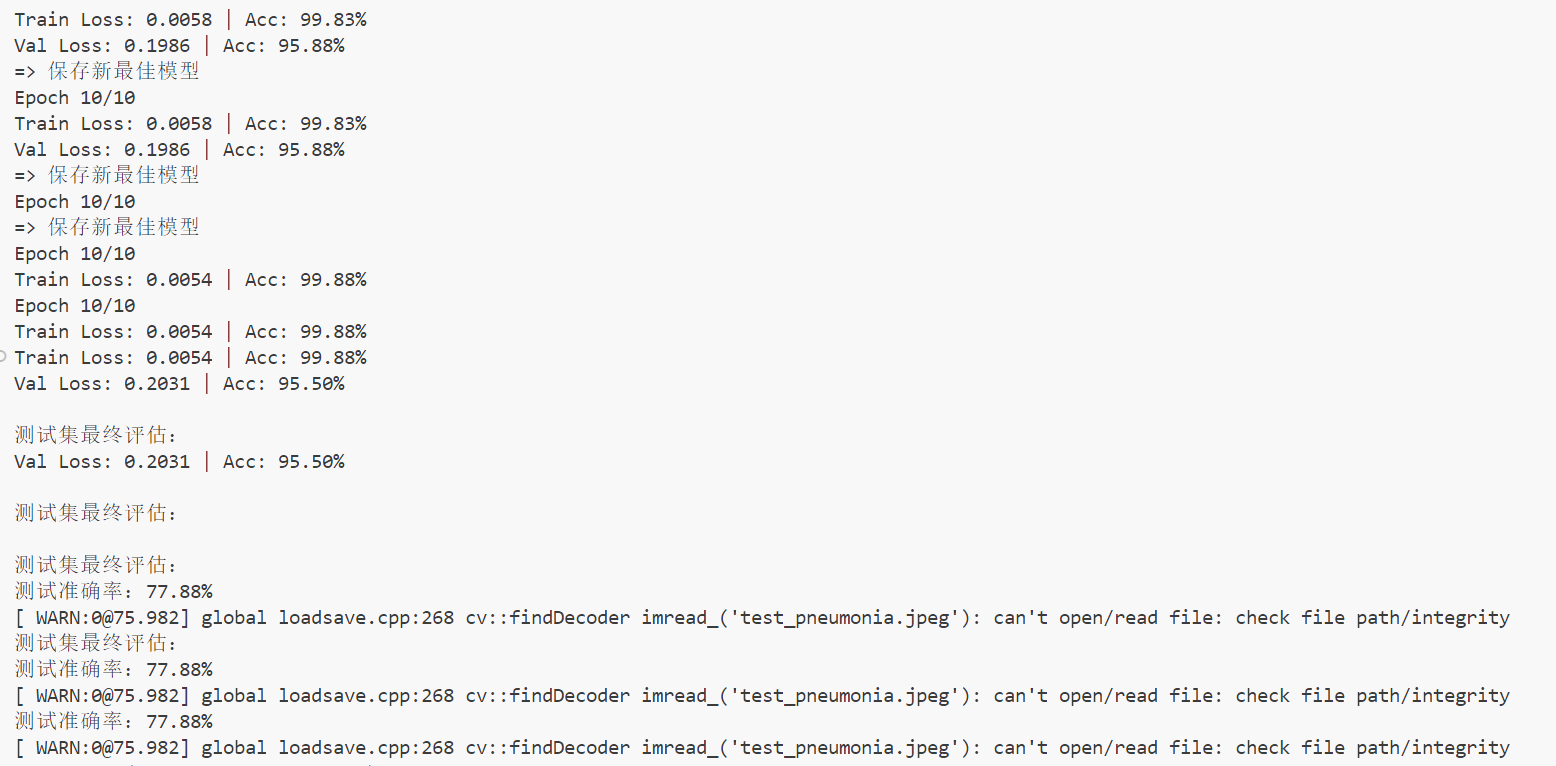 Train Loss: 0.0058 | Acc: 99.83%
Val Loss: 0.1986 | Acc: 95.88%
=> 保存新最佳模型
Epoch 10/10
Train Loss: 0.0058 | Acc: 99.83%
Val Loss: 0.1986 | Acc: 95.88%
=> 保存新最佳模型
Epoch 10/10
=> 保存新最佳模型
Epoch 10/10
Train Loss: 0.0054 | Acc: 99.88%
Epoch 10/10
Train Loss: 0.0054 | Acc: 99.88%
Train Loss: 0.0054 | Acc: 99.88%
Val Loss: 0.2031 | Acc: 95.50%
测试集最终评估：
Val Loss: 0.2031 | Acc: 95.50%
测试集最终评估：
测试集最终评估：
测试准确率：77.88%
[ WARN:0@75.982] global loadsave.cpp:268 cv::findDecoder imread_('test_pneumonia.jpeg'): can't open/read file: check file path/integrity
测试集最终评估：
测试准确率：77.88%
[ WARN:0@75.982] global loadsave.cpp:268 cv::findDecoder imread_('test_pneumonia.jpeg'): can't open/read file: check file path/integrity
测试准确率：77.88%
[ WARN:0@75.982] global loadsave.cpp:268 cv::findDecoder imread_('test_pneumonia.jpeg'): can't open/read file: check file path/integrity